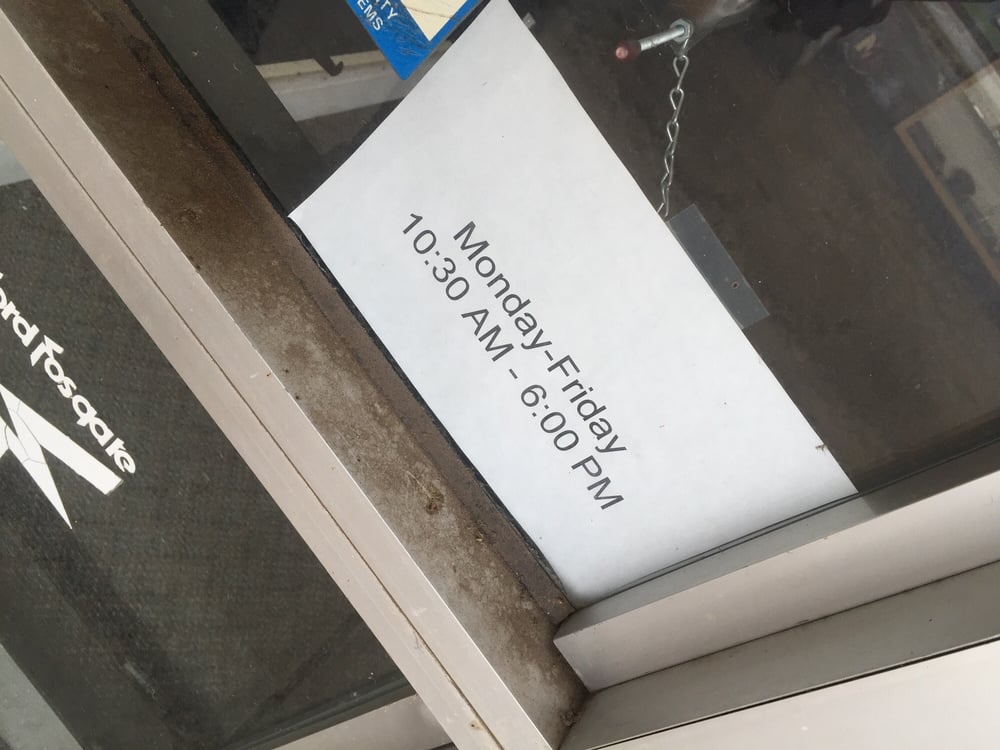 Monday-Friday
10:30 AM - 6:00 PM
Fosgate